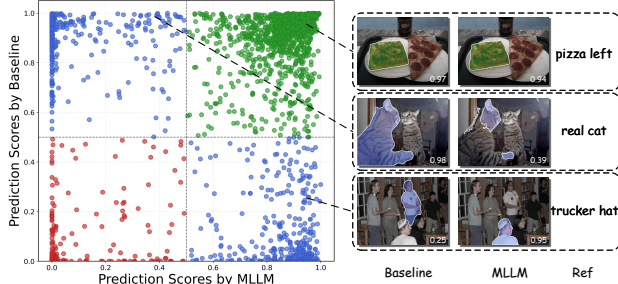 Prediction Scores by Baseline
1.0
0.8
0.6
0.4
0.2
0.0
0.0 0.2 0.4 0.6 0.8 1.0
Prediction Scores by MLLM
0.97 0.94 pizza left
0.98 0.39 real cat
0.25 0.95 trucker hat
Baseline MLLM Ref